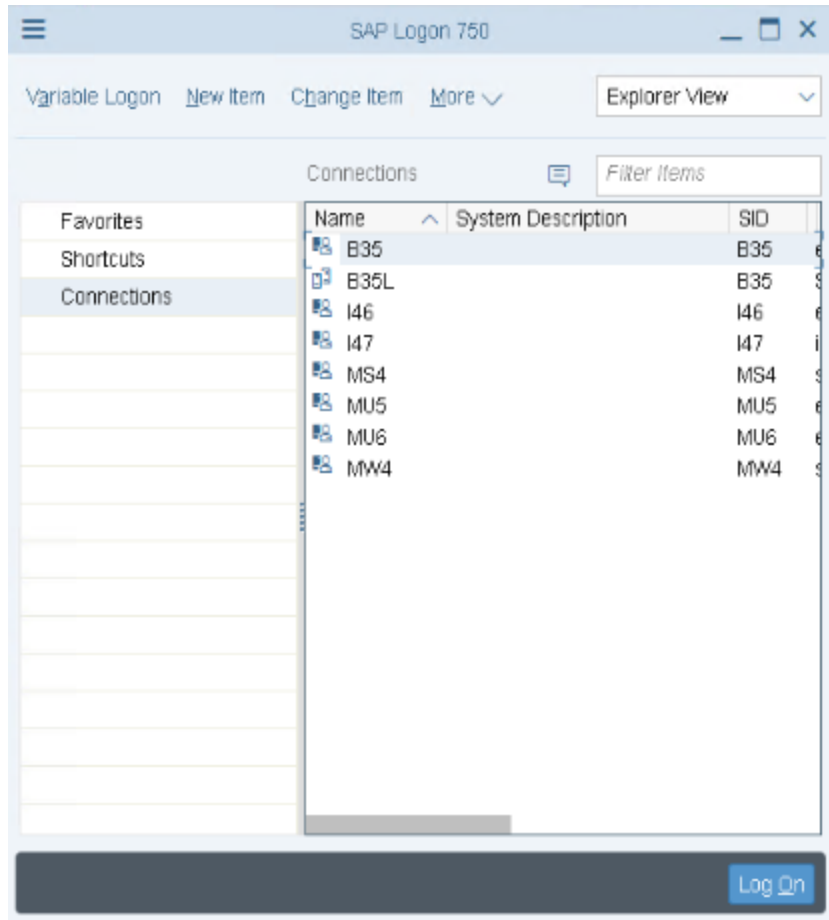 SAP Logon 750
Variable Logon New Item Change Item More Explorer View
Connections Filter Items
Favorites
Shortcuts
Connections
Name System Description SID
B35 B35
B35L B35
I46 I46
I47 I47
MS4 MS4
MU5 MU5
MU6 MU6
MW4 MW4
Log On